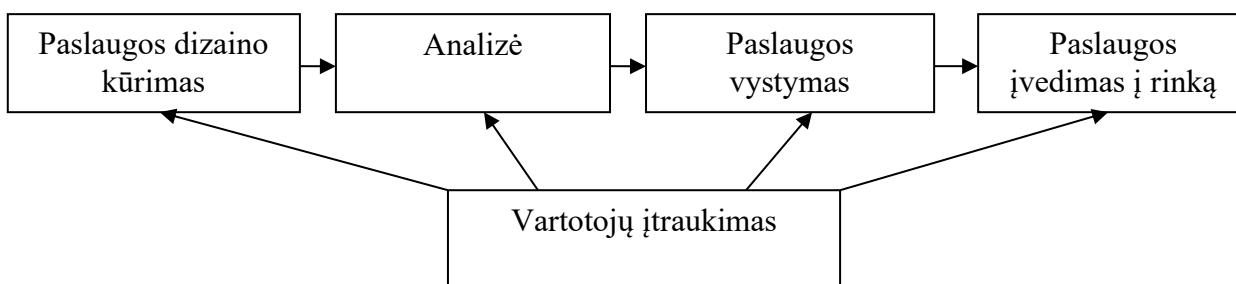 Paslaugos dizaino
kūrimas
Analizė
Paslaugos
vystymas
Paslaugos
įvedimas į rinką
Vartotojų įtraukimas